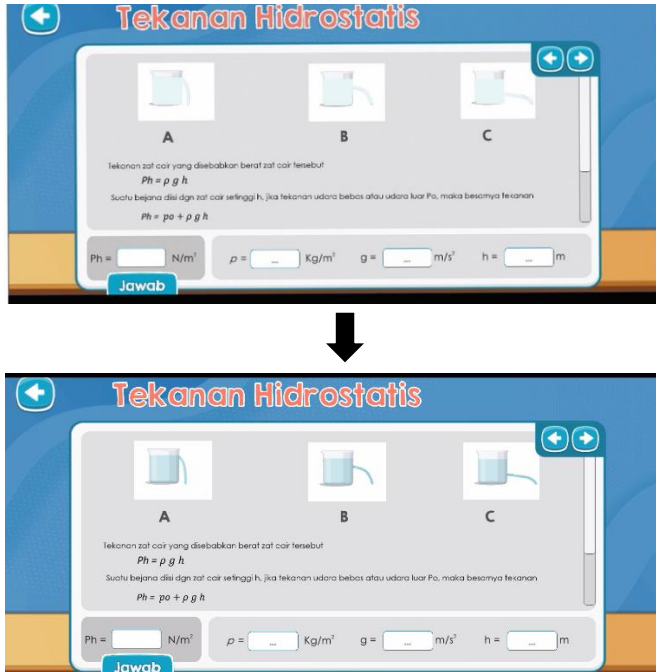 Tekanan Hidrostatis
A B C
Tekanan zat cair yang disebabkan berat zat cair tersebut
Ph = ρ g h
Suatu bejana diisi dgn zat cair setinggi h, jika tekanan udara bebas atau udara luar Po, maka besarnya tekanan
Ph = po + ρ g h
Ph = N/m² ρ = ... Kg/m³ g = ... m/s² h = ... m
Jawab
Tekanan Hidrostatis
A B C
Tekanan zat cair yang disebabkan berat zat cair tersebut
Ph = ρ g h
Suatu bejana diisi dgn zat cair setinggi h, jika tekanan udara bebas atau udara luar Po, maka besarnya tekanan
Ph = po + ρ g h
Ph = N/m² ρ = ... Kg/m³ g = ... m/s² h = ... m
Jawab